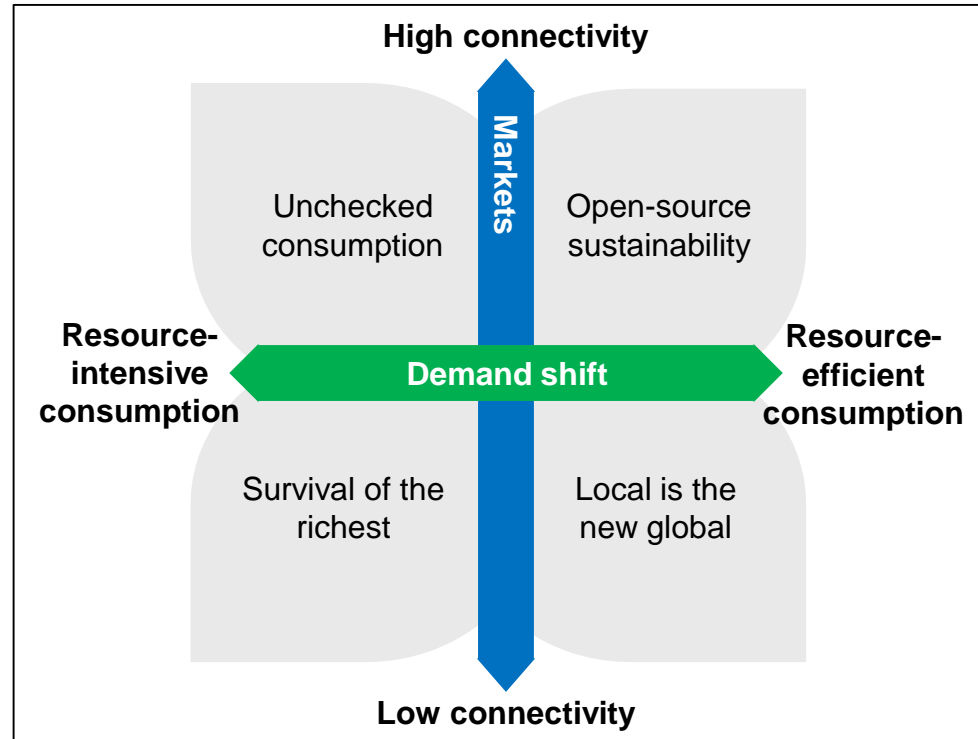 High connectivity
Markets
Unchecked
consumption
Open-source
sustainability
Resource-
intensive
consumption
Demand shift
Resource-
efficient
consumption
Survival of the
richest
Local is the
new global
Low connectivity